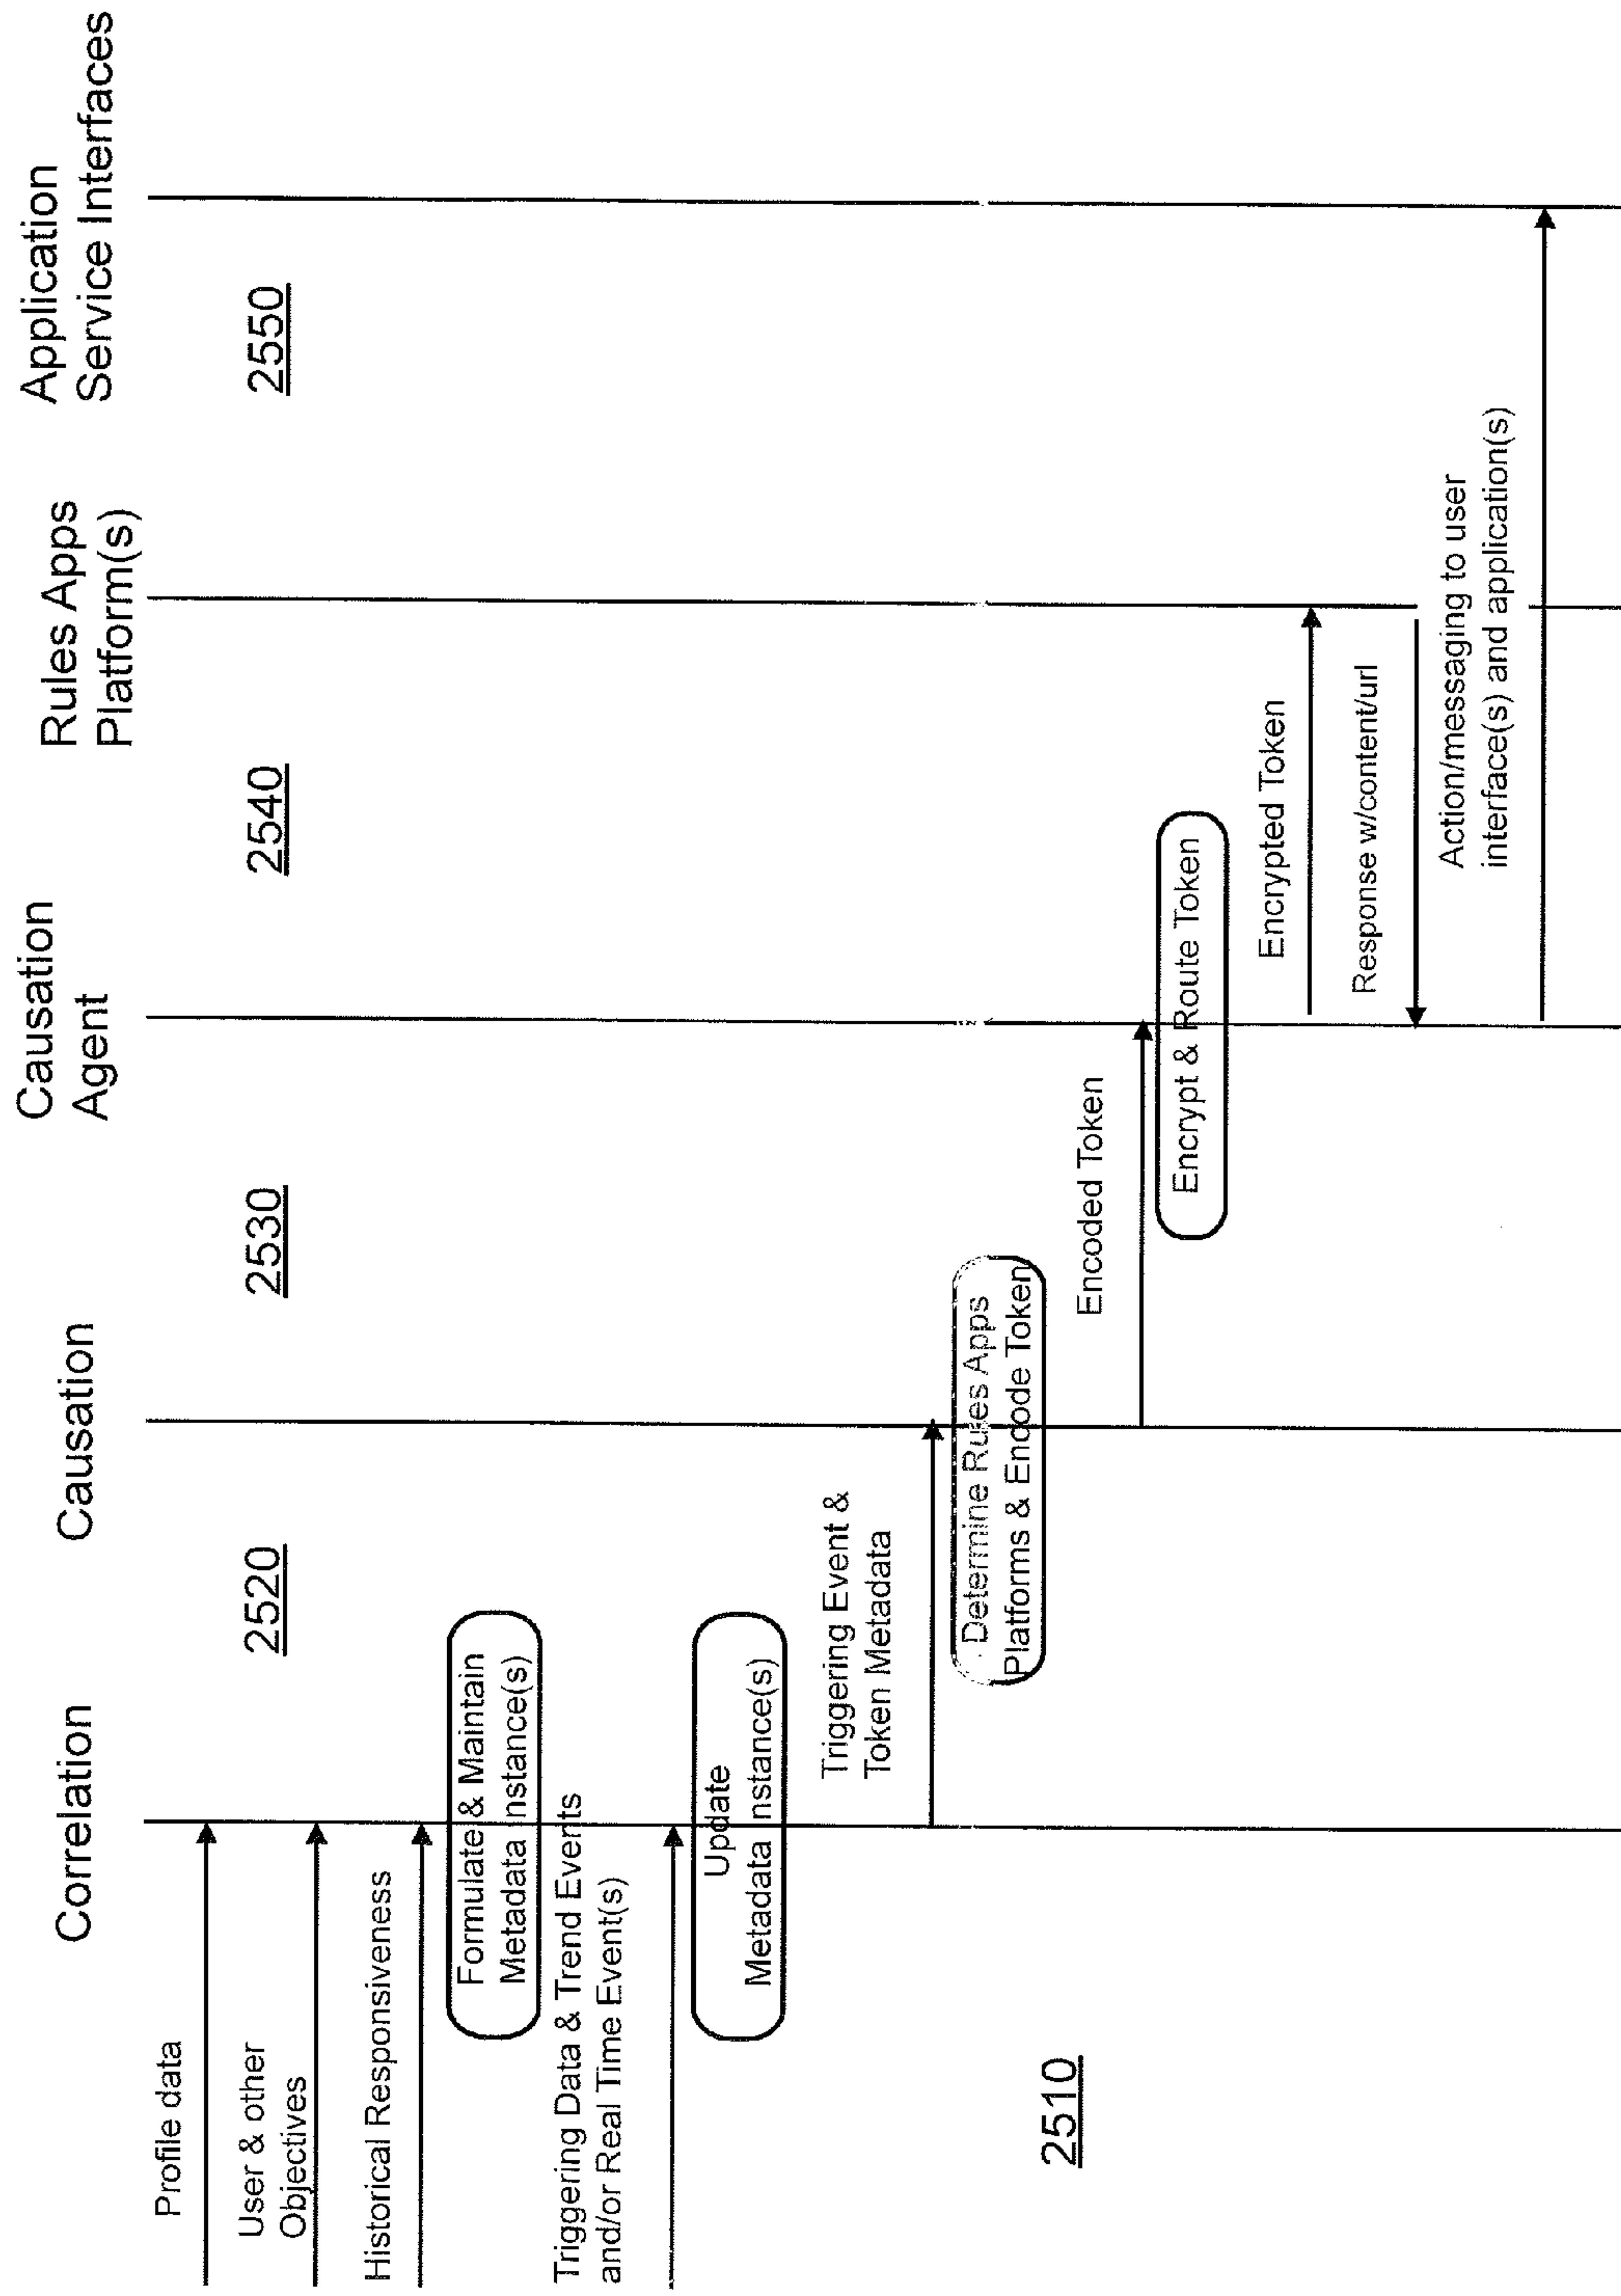 Correlation
Causation
Causation
Agent
Rules Apps
Platform(s)
Application
Service Interfaces
2520
2530
2540
2550
Profile data
User & other
Objectives
Historical Responsiveness
Formulate & Maintain
Metadata Instance(s)
Triggering Data & Trend Events
and/or Real Time Event(s)
Update
Metadata Instance(s)
Triggering Event &
Token Metadata
Determine Rules Apps
Platforms & Encode Token
2510
Encoded Token
Encrypt & Route Token
Encrypted Token
Response w/content/url
Action/messaging to user
interface(s) and application(s)